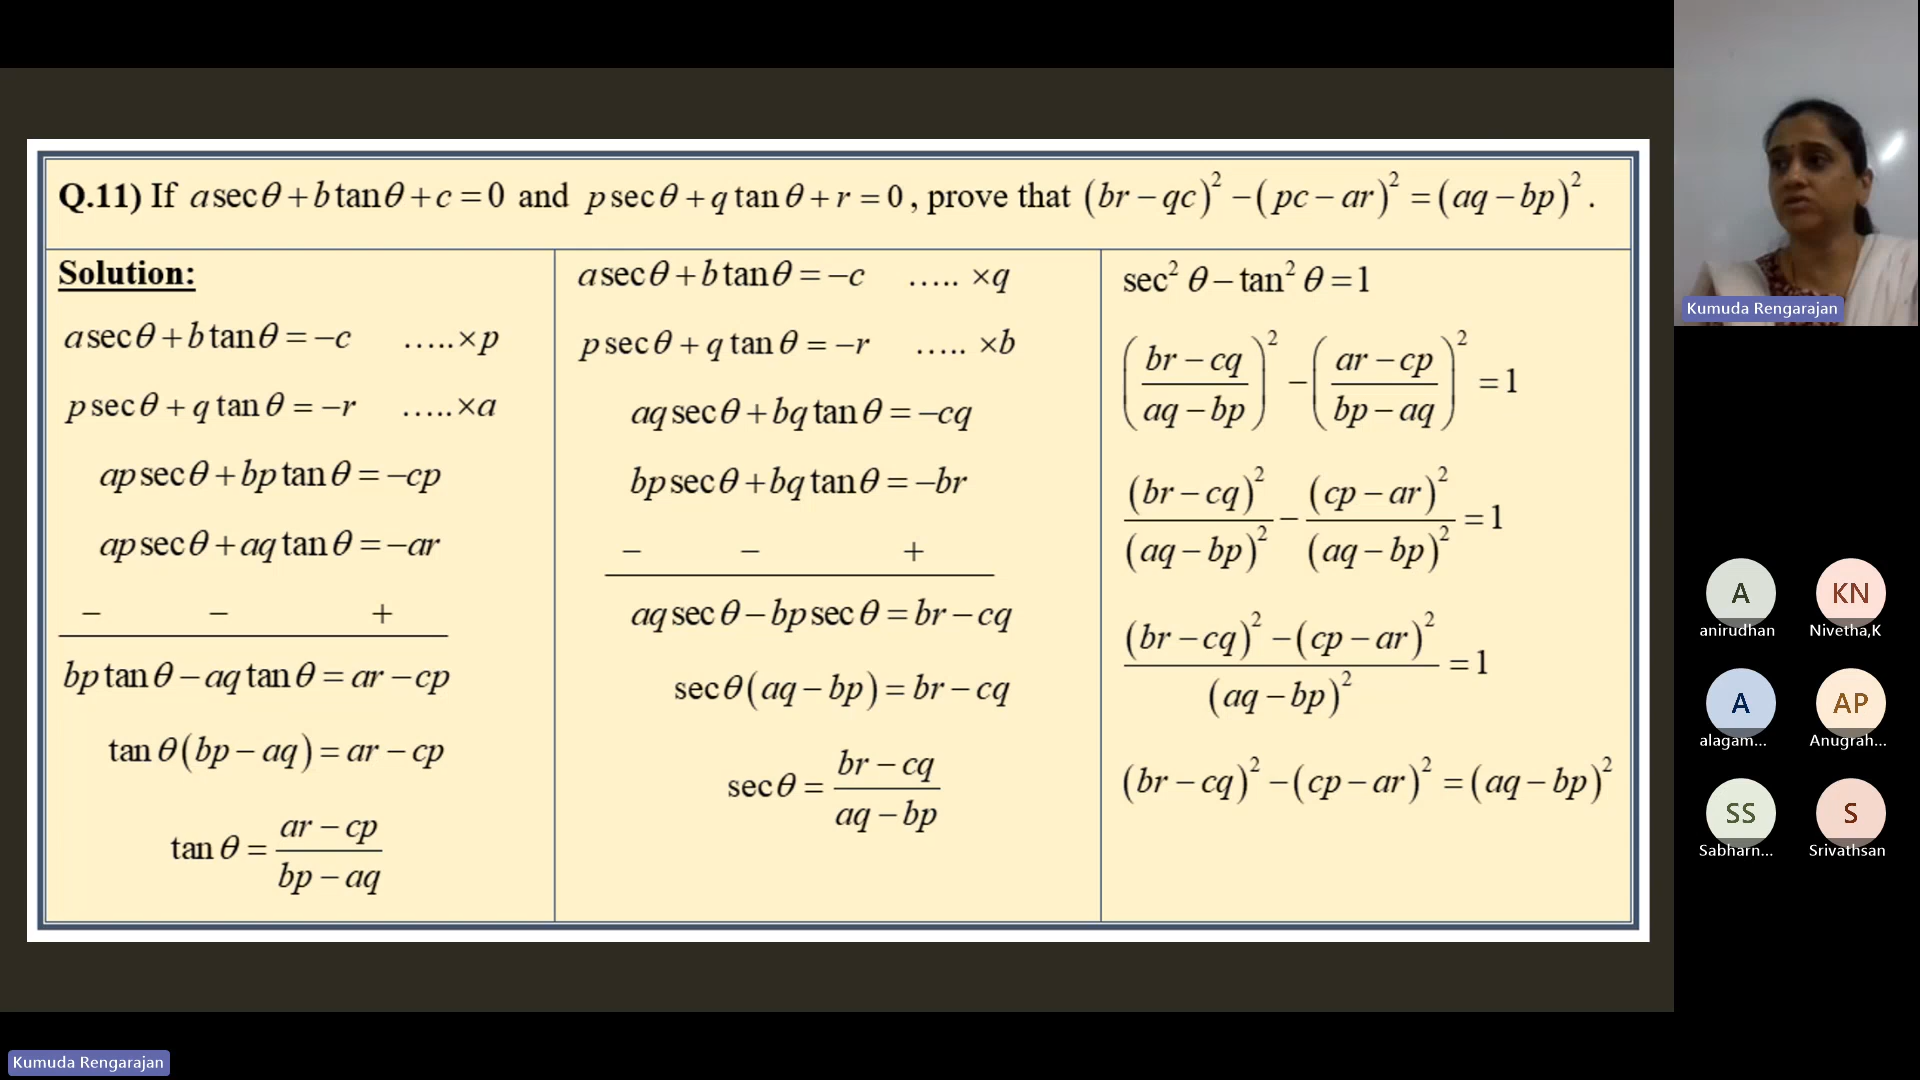 Q.11) If a sec θ + b tan θ + c = 0 and p sec θ + q tan θ + r = 0, prove that (br − qc)² − (pc − ar)² = (aq − bp)².
Solution:
a sec θ + b tan θ = −c .....×p
p sec θ + q tan θ = −r .....×a
ap sec θ + bp tan θ = −cp
ap sec θ + aq tan θ = −ar
− − +
bp tan θ − aq tan θ = ar − cp
tan θ (bp − aq) = ar − cp
tan θ = (ar − cp)/(bp − aq)
a sec θ + b tan θ = −c ..... ×q
p sec θ + q tan θ = −r ..... ×b
aq sec θ + bq tan θ = −cq
bp sec θ + bq tan θ = −br
− − +
aq sec θ − bp sec θ = br − cq
sec θ (aq − bp) = br − cq
sec θ = (br − cq)/(aq − bp)
sec² θ − tan² θ = 1
((br − cq)/(aq − bp))² − ((ar − cp)/(bp − aq))² = 1
(br − cq)²/(aq − bp)² − (cp − ar)²/(aq − bp)² = 1
((br − cq)² − (cp − ar)²)/(aq − bp)² = 1
(br − cq)² − (cp − ar)² = (aq − bp)²
Kumuda Rengarajan
A
anirudhan
KN
Nivetha,K
A
alagam...
AP
Anugrah...
SS
Sabharn...
S
Srivathsan
Kumuda Rengarajan